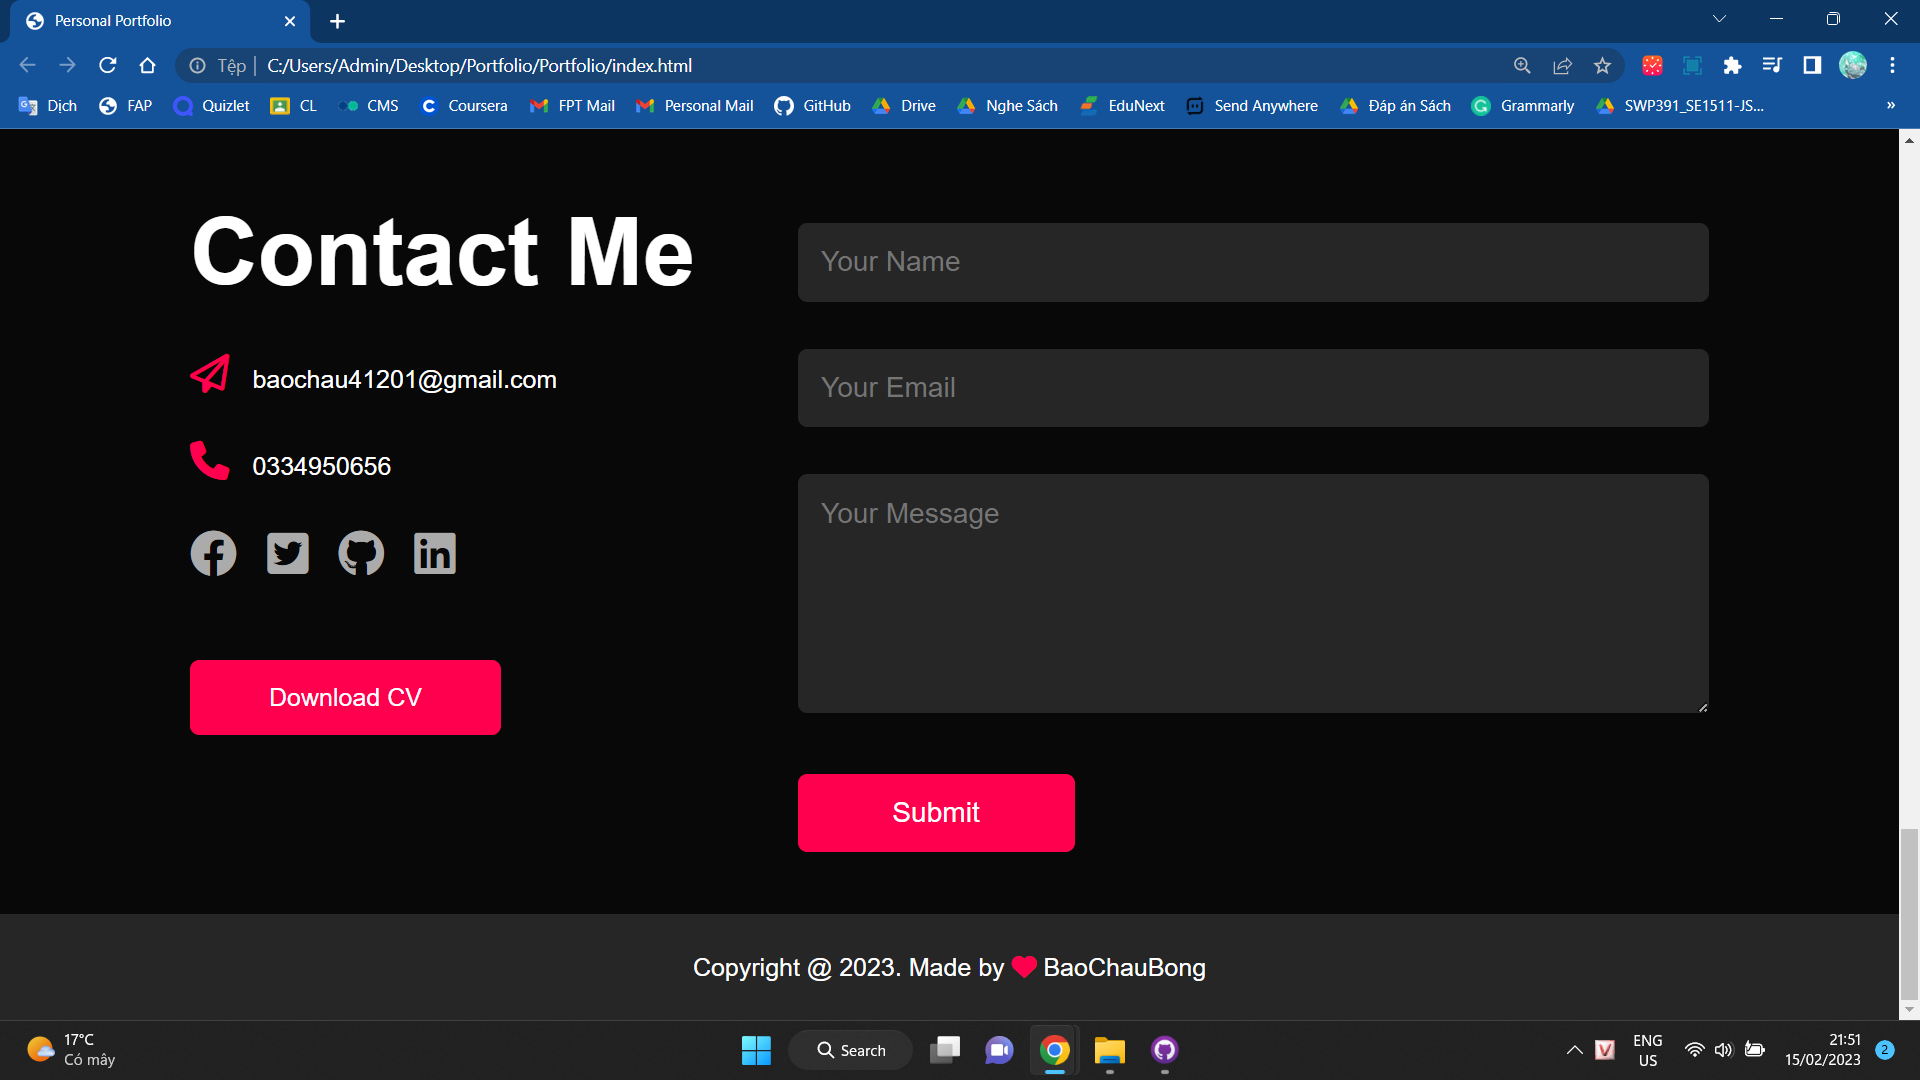 Personal Portfolio
Tệp | C:/Users/Admin/Desktop/Portfolio/Portfolio/index.html
Dịch FAP Quizlet CL CMS Coursera FPT Mail Personal Mail GitHub Drive Nghe Sách EduNext Send Anywhere Đáp án Sách Grammarly SWP391_SE1511-JS... »
Contact Me
baochau41201@gmail.com
0334950656
Download CV
Your Name
Your Email
Your Message
Submit
Copyright @ 2023. Made by ❤ BaoChauBong
17°C
Có mây
Search
ENG
US
21:51
15/02/2023
2